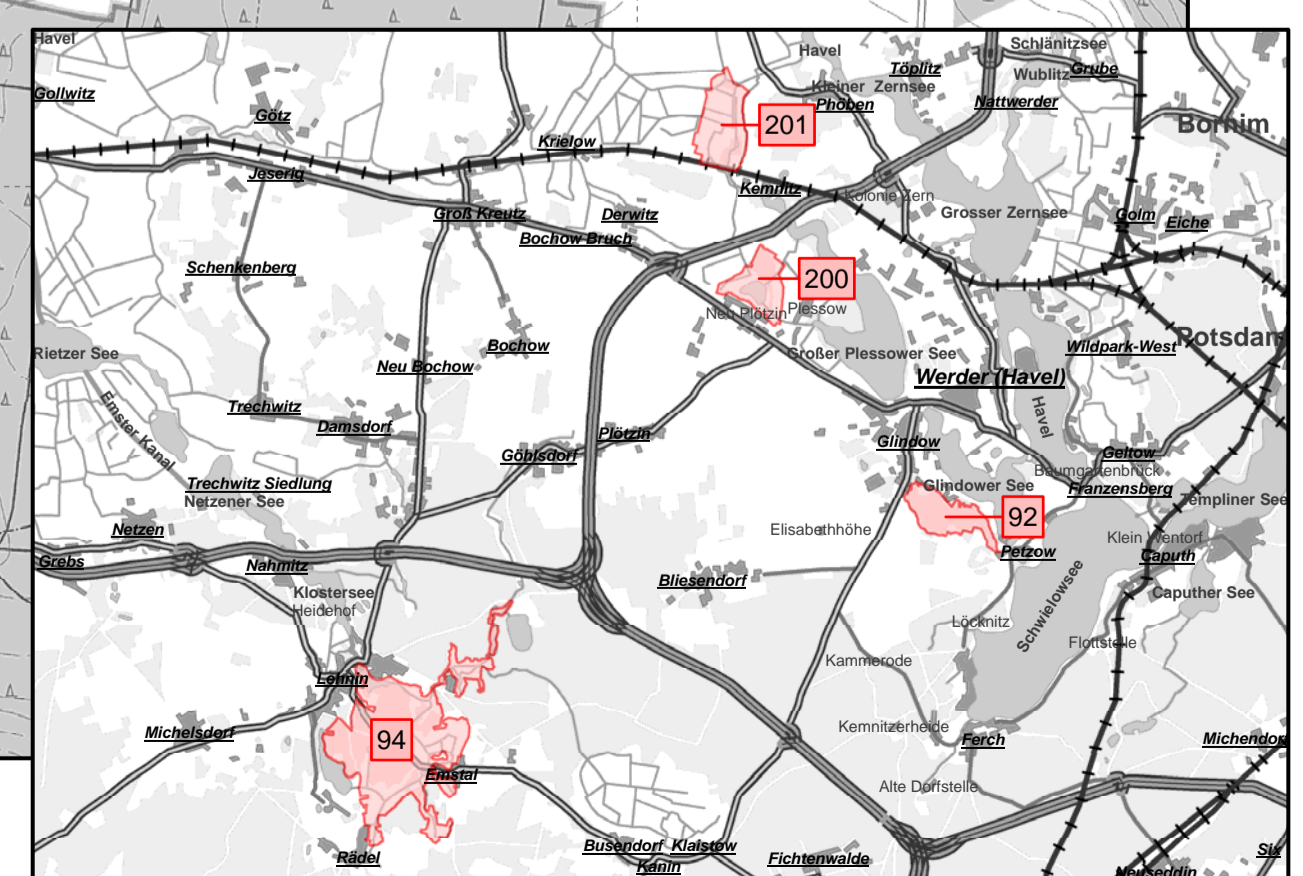 Havel
Havel
Schlänitzsee
Töplitz
Wublitz
Grube
Gollwitz
Kleiner Zernsee
Phöben
Nattwerder
Götz
201
Bornim
Krielow
Jeserig
Kemnitz
Kolonie Zern
Groß Kreutz
Derwitz
Grosser Zernsee
Golm
Eiche
Bochow Bruch
Schenkenberg
200
Neu Plötzin
Plessow
Rietzer See
Bochow
Großer Plessower See
Wildpark-West
Potsdam
Neu Bochow
Werder (Havel)
Trechwitz
Havel
Emster Kanal
Damsdorf
Plötzin
Glindow
Göhlsdorf
Geltow
Baumgartenbrück
Trechwitz Siedlung
Glindower See
Franzensberg
Netzener See
Templiner See
92
Netzen
Elisabethhöhe
Klein Wentorf
Petzow
Caputh
Grebs
Nahmitz
Bliesendorf
Klostersee
Caputher See
Heidehof
Schwielowsee
Löcknitz
Flottstelle
Kammerode
Lehnin
Michelsdorf
94
Kemnitzerheide
Ferch
Michendor
Emstal
Alte Dorfstelle
Busendorf
Klaistow
Rädel
Fichtenwalde
Six
Kanin
Neuseddin